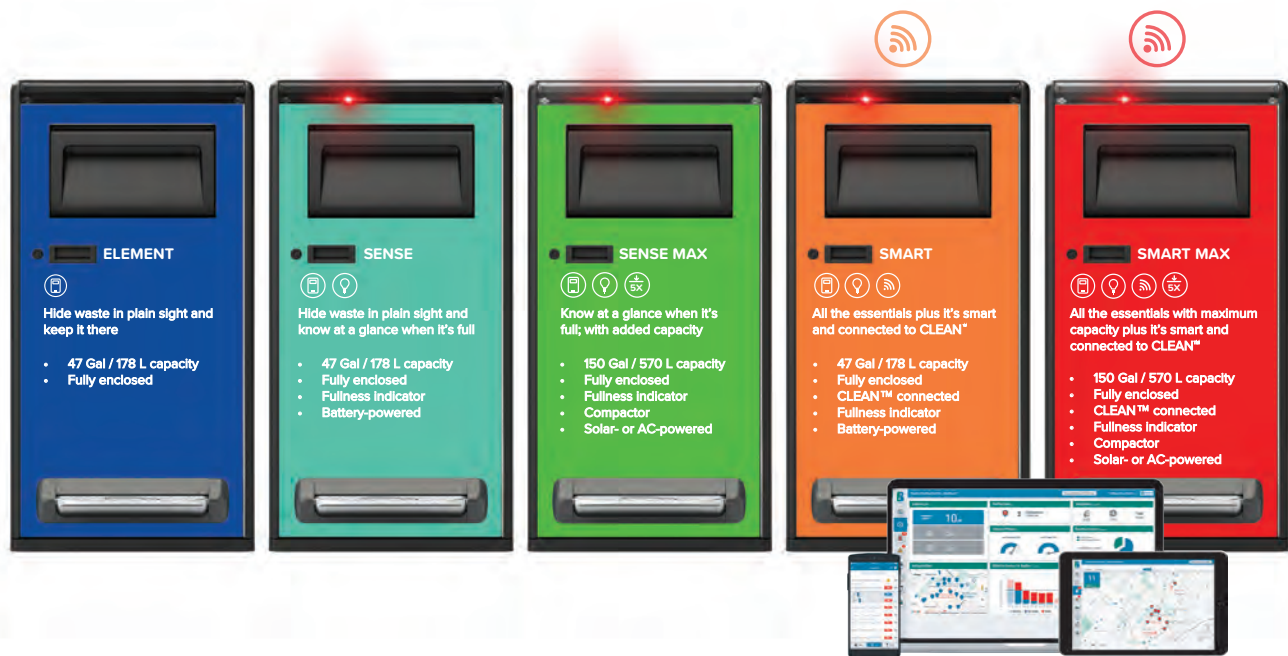 ELEMENT
Hide waste in plain sight and
keep it there
• 47 Gal / 178 L capacity
• Fully enclosed
SENSE
Hide waste in plain sight and
know at a glance when it's full
• 47 Gal / 178 L capacity
• Fully enclosed
• Fullness indicator
• Battery-powered
SENSE MAX
5X
Know at a glance when it's
full; with added capacity
• 150 Gal / 570 L capacity
• Fully enclosed
• Fullness indicator
• Compactor
• Solar- or AC-powered
SMART
All the essentials plus it's smart
and connected to CLEAN™
• 47 Gal / 178 L capacity
• Fully enclosed
• CLEAN™ connected
• Fullness indicator
• Battery-powered
SMART MAX
5X
All the essentials with maximum
capacity plus it's smart and
connected to CLEAN™
• 150 Gal / 570 L capacity
• Fully enclosed
• CLEAN™ connected
• Fullness indicator
• Compactor
• Solar- or AC-powered
10
11